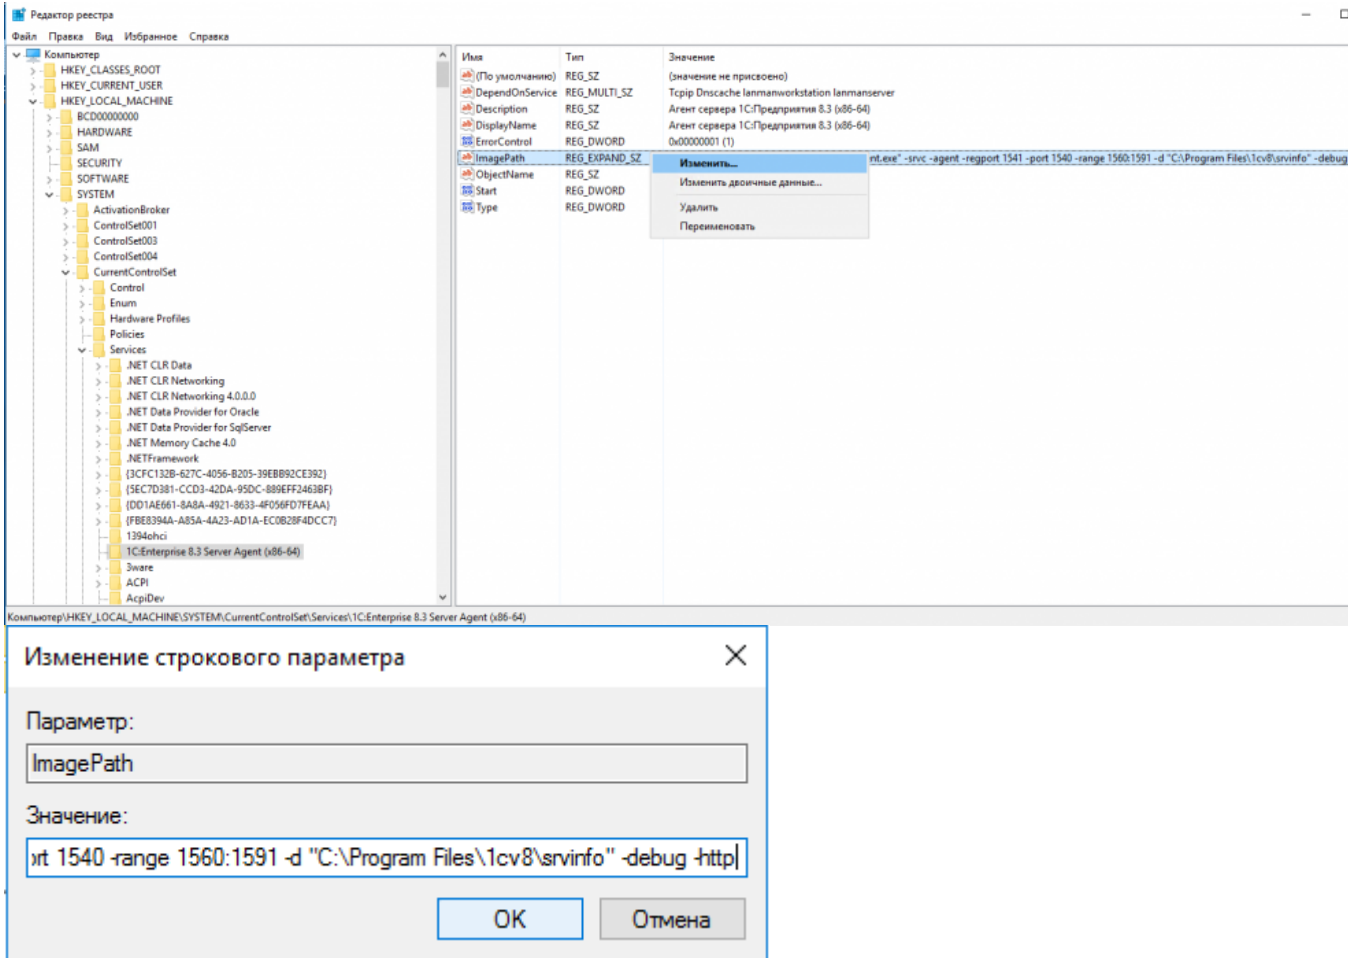 Редактор реестра
Файл Правка Вид Избранное Справка
Компьютер
HKEY_CLASSES_ROOT
HKEY_CURRENT_USER
HKEY_LOCAL_MACHINE
BCD00000000
HARDWARE
SAM
SECURITY
SOFTWARE
SYSTEM
ActivationBroker
ControlSet001
ControlSet003
ControlSet004
CurrentControlSet
Control
Enum
Hardware Profiles
Policies
Services
.NET CLR Data
.NET CLR Networking
.NET CLR Networking 4.0.0.0
.NET Data Provider for Oracle
.NET Data Provider for SqlServer
.NET Memory Cache 4.0
.NETFramework
{3CFC132B-627C-4056-B205-39EBB92CE392}
{5EC7D381-CCD3-42DA-95DC-889EFF2463BF}
{DD1AE661-8A8A-4921-8633-4F056FD7FEAA}
{FBE8394A-A85A-4A23-AD1A-EC0B28F4DCC7}
1394ohci
1C:Enterprise 8.3 Server Agent (x86-64)
3ware
ACPI
AcpiDev
Имя Тип Значение
(По умолчанию) REG_SZ (значение не присвоено)
DependOnService REG_MULTI_SZ Tcpip Dnscache lanmanworkstation lanmanserver
Description REG_SZ Агент сервера 1С:Предприятия 8.3 (x86-64)
DisplayName REG_SZ Агент сервера 1С:Предприятия 8.3 (x86-64)
ErrorControl REG_DWORD 0x00000001 (1)
ImagePath REG_EXPAND_SZ nt.exe" -srvc -agent -regport 1541 -port 1540 -range 1560:1591 -d "C:\Program Files\1cv8\srvinfo" -debug
ObjectName REG_SZ
Start REG_DWORD
Type REG_DWORD
Изменить...
Изменить двоичные данные...
Удалить
Переименовать
Компьютер\HKEY_LOCAL_MACHINE\SYSTEM\CurrentControlSet\Services\1C:Enterprise 8.3 Server Agent (x86-64)
Изменение строкового параметра
Параметр:
ImagePath
Значение:
ort 1540 -range 1560:1591 -d "C:\Program Files\1cv8\srvinfo" -debug -http
OK Отмена